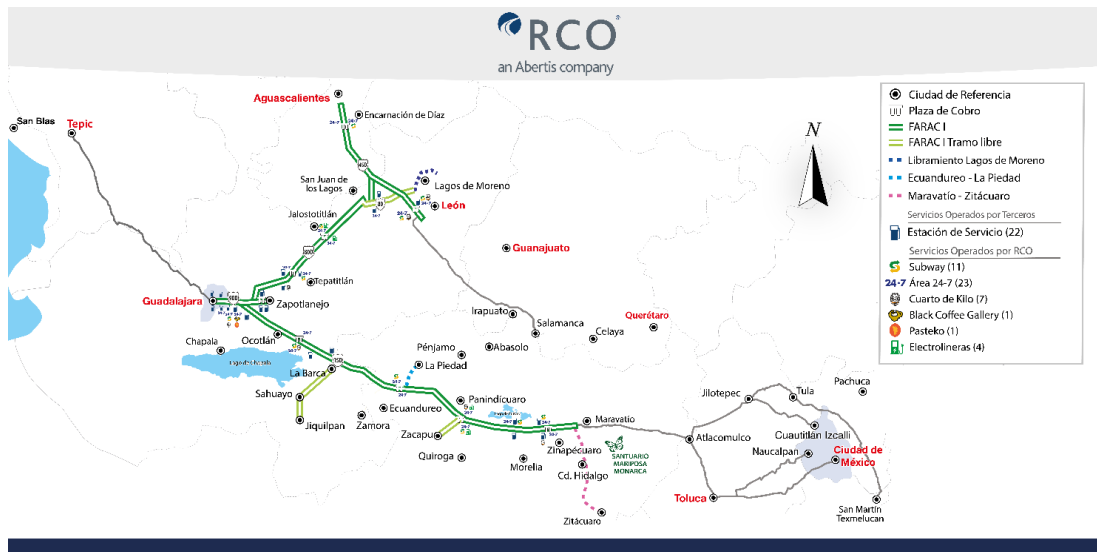 RCO
an Abertis company
Aguascalientes
Encarnación de Díaz
San Blas
Tepic
San Juan de
los Lagos
Lagos de Moreno
León
Jalostotitlán
Guanajuato
Tepatitlán
Guadalajara
Zapotlanejo
Irapuato
Salamanca
Querétaro
Celaya
Chapala
Ocotlán
Pénjamo
Abasolo
La Barca
La Piedad
Sahuayo
Jiquilpan
Ecuandureo
Zamora
Panindicuaro
Zacapu
Quiroga
Morelia
Zinapécuaro
Maravatío
Cd. Hidalgo
Zitácuaro
SANTUARIO
MARIPOSA
MONARCA
Atlacomulco
Jilotepec
Tula
Pachuca
Cuautitlán Izcalli
Naucalpan
Ciudad de
México
Toluca
San Martín
Texmelucan
N
Ciudad de Referencia
Plaza de Cobro
FARAC I
FARAC I Tramo libre
Libramiento Lagos de Moreno
Ecuandureo - La Piedad
Maravatío - Zitácuaro
Servicios Operados por Terceros
Estación de Servicio (22)
Servicios Operados por RCO
Subway (11)
24-7 Área 24-7 (23)
Cuarto de Kilo (7)
Black Coffee Gallery (1)
Pasteko (1)
Electrolineras (4)